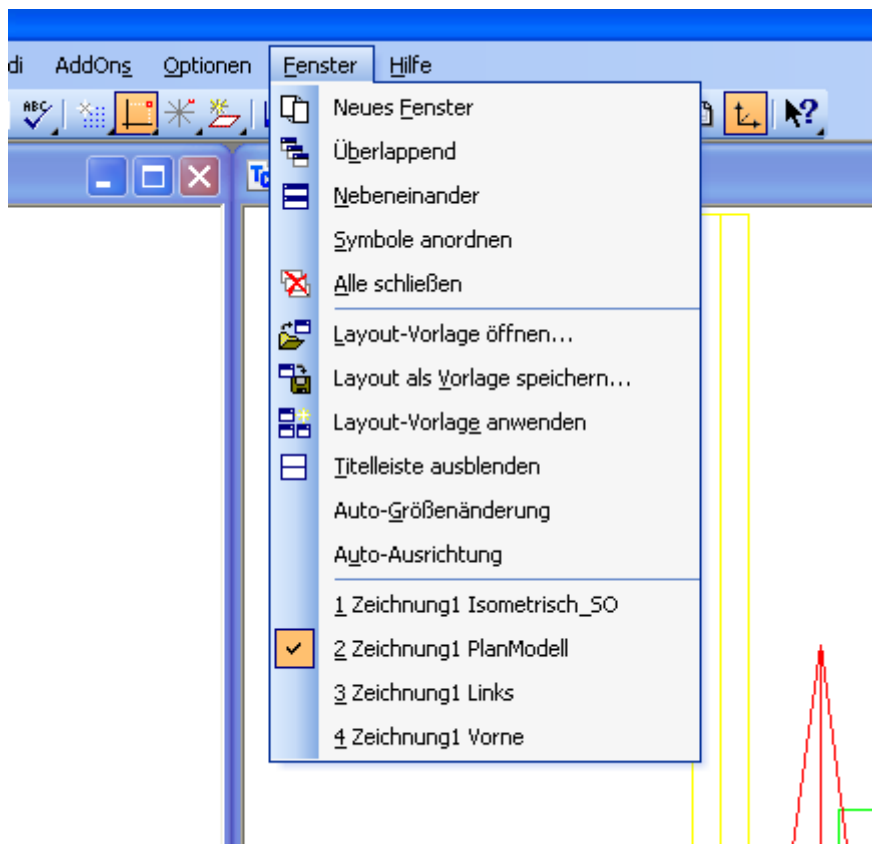 di AddOns Optionen Fenster Hilfe
ABC
?
Tc
Neues Fenster
Überlappend
Nebeneinander
Symbole anordnen
Alle schließen
Layout-Vorlage öffnen...
Layout als Vorlage speichern...
Layout-Vorlage anwenden
Titelleiste ausblenden
Auto-Größenänderung
Auto-Ausrichtung
1 Zeichnung1 Isometrisch_SO
2 Zeichnung1 PlanModell
3 Zeichnung1 Links
4 Zeichnung1 Vorne